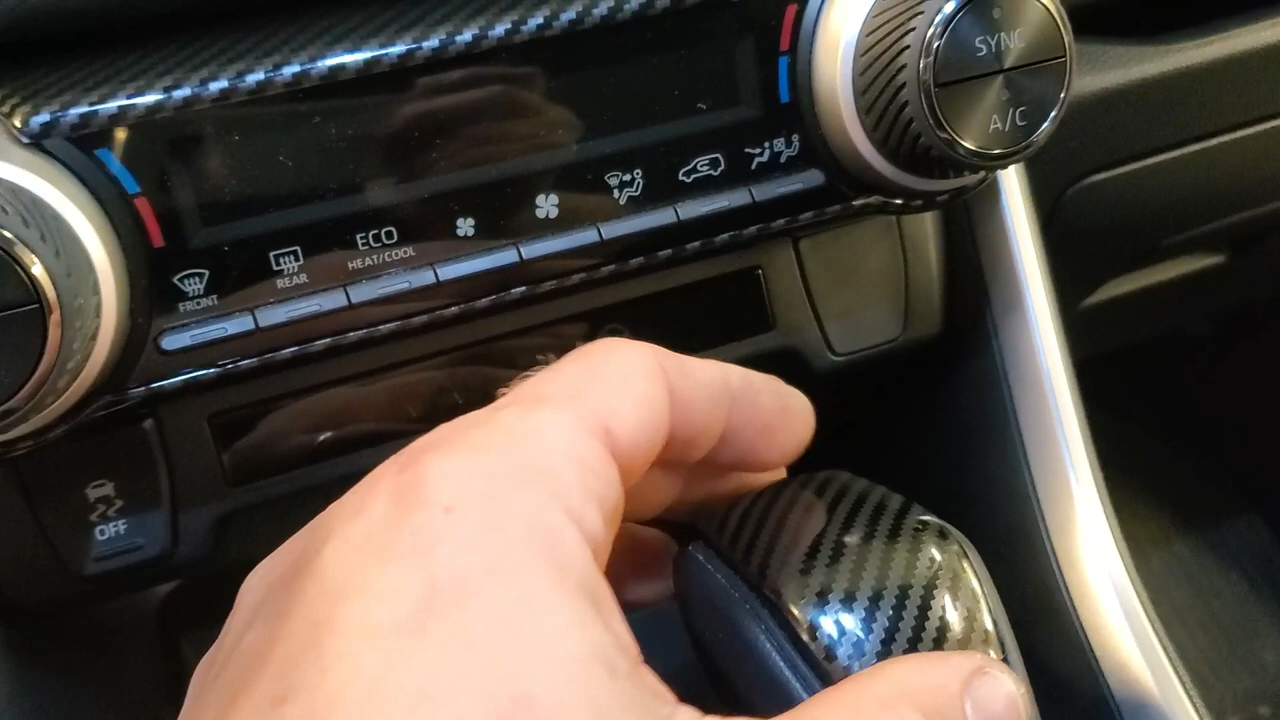 SYNC
A/C
ECO
HEAT/COOL
REAR
FRONT
OFF